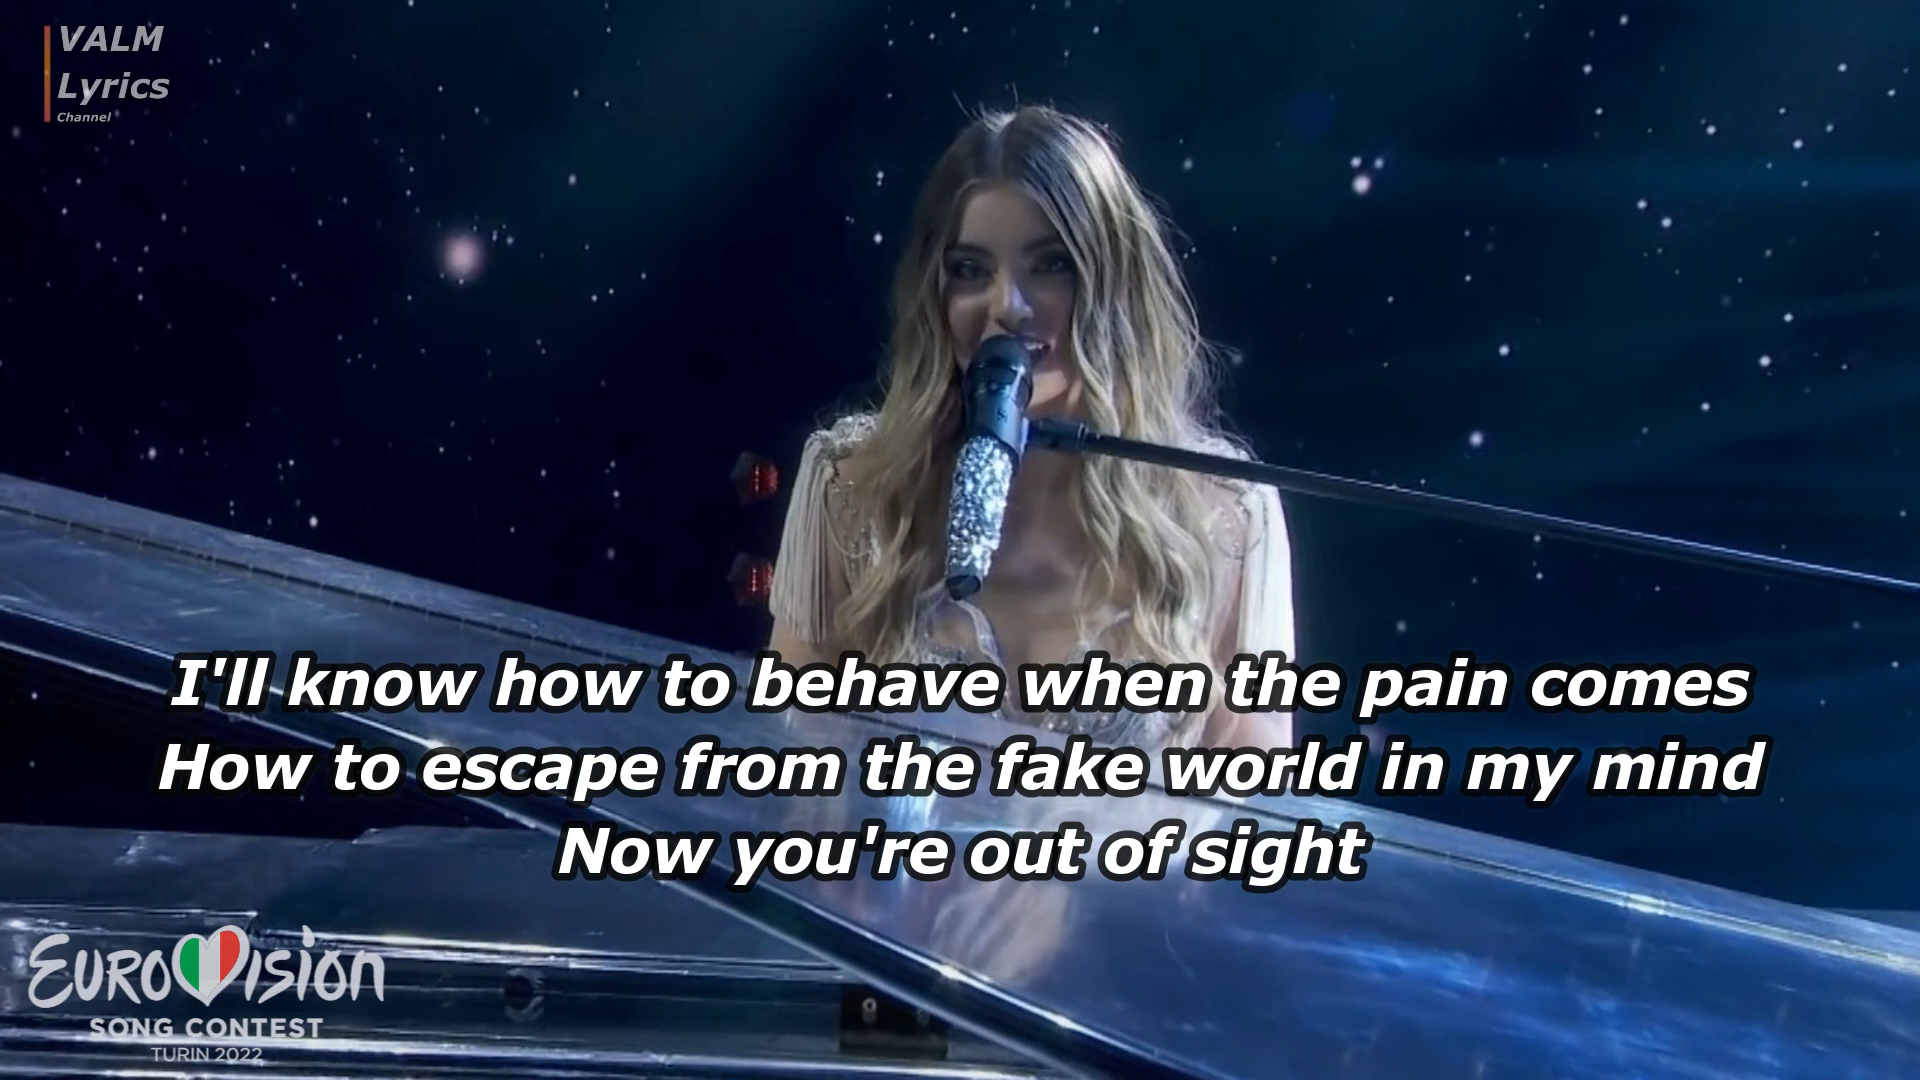 VALM
Lyrics
Channel
I'll know how to behave when the pain comes
How to escape from the fake world in my mind
Now you're out of sight
EUROVISION
SONG CONTEST
TURIN 2022